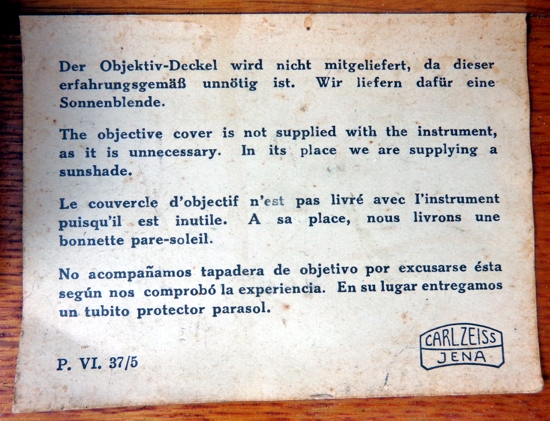 Der Objektiv-Deckel wird nicht mitgeliefert, da dieser
erfahrungsgemäß unnötig ist. Wir liefern dafür eine
Sonnenblende.
The objective cover is not supplied with the instrument,
as it is unnecessary. In its place we are supplying a
sunshade.
Le couvercle d'objectif n'est pas livré avec l'instrument
puisqu'il est inutile. A sa place, nous livrons une
bonnette pare-soleil.
No acompañamos tapadera de objetivo por excusarse ésta
según nos comprobó la experiencia. En su lugar entregamos
un tubito protector parasol.
P. VI. 37/5
CARL ZEISS
JENA